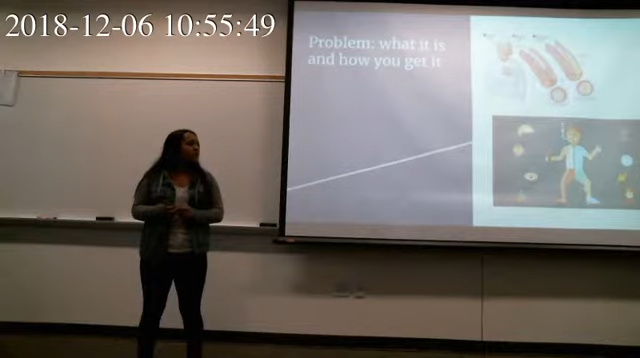 2018-12-06 10:55:49
Problem: what it is
and how you get it